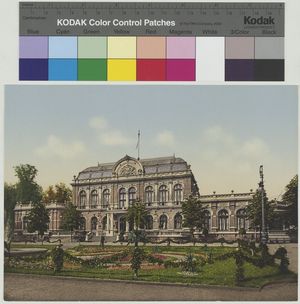 KODAK Color Control Patches
Kodak
Blue Cyan Green Yellow Red Magenta White 3/Color Black